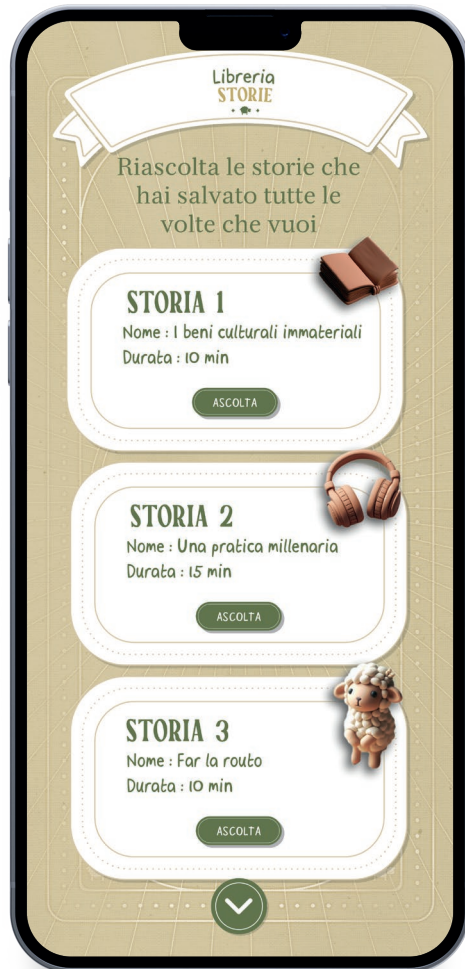 Libreria
STORIE
Riascolta le storie che
hai salvato tutte le
volte che vuoi
STORIA 1
Nome : I beni culturali immateriali
Durata : 10 min
ASCOLTA
STORIA 2
Nome : Una pratica millenaria
Durata : 15 min
ASCOLTA
STORIA 3
Nome : Far la routo
Durata : 10 min
ASCOLTA